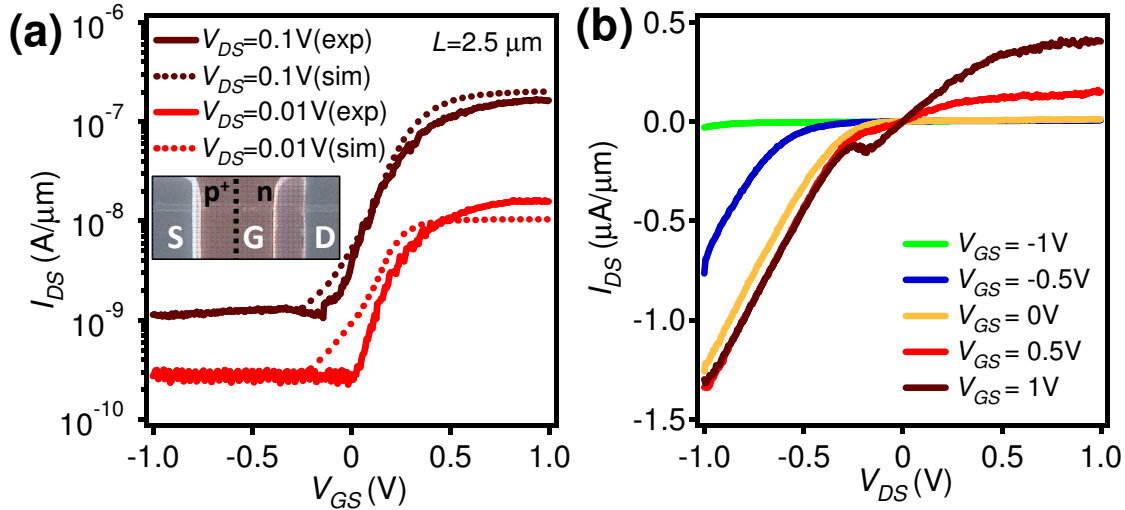 (a)
10⁻⁶
10⁻⁷
10⁻⁸
10⁻⁹
10⁻¹⁰
I_DS (A/μm)
V_DS=0.1V(exp)
V_DS=0.1V(sim)
V_DS=0.01V(exp)
V_DS=0.01V(sim)
L=2.5 μm
p⁺ n
S G D
-1.0 -0.5 0 0.5 1.0
V_GS (V)
(b)
0.5
0.0
-0.5
-1.0
-1.5
I_DS (μA/μm)
V_GS = -1V
V_GS = -0.5V
V_GS = 0V
V_GS = 0.5V
V_GS = 1V
-1.0 -0.5 0 0.5 1.0
V_DS (V)